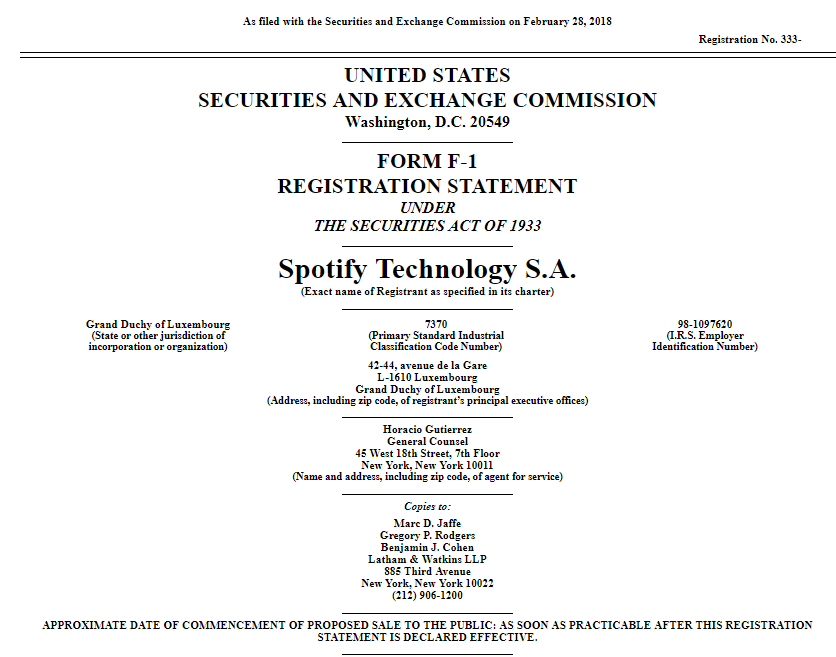 As filed with the Securities and Exchange Commission on February 28, 2018
Registration No. 333-
UNITED STATES
SECURITIES AND EXCHANGE COMMISSION
Washington, D.C. 20549
FORM F-1
REGISTRATION STATEMENT
UNDER
THE SECURITIES ACT OF 1933
Spotify Technology S.A.
(Exact name of Registrant as specified in its charter)
Grand Duchy of Luxembourg
(State or other jurisdiction of
incorporation or organization)
7370
(Primary Standard Industrial
Classification Code Number)
98-1097620
(I.R.S. Employer
Identification Number)
42-44, avenue de la Gare
L-1610 Luxembourg
Grand Duchy of Luxembourg
(Address, including zip code, of registrant's principal executive offices)
Horacio Gutierrez
General Counsel
45 West 18th Street, 7th Floor
New York, New York 10011
(Name and address, including zip code, of agent for service)
Copies to:
Marc D. Jaffe
Gregory P. Rodgers
Benjamin J. Cohen
Latham & Watkins LLP
885 Third Avenue
New York, New York 10022
(212) 906-1200
APPROXIMATE DATE OF COMMENCEMENT OF PROPOSED SALE TO THE PUBLIC: AS SOON AS PRACTICABLE AFTER THIS REGISTRATION
STATEMENT IS DECLARED EFFECTIVE.